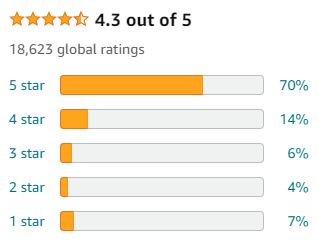 4.3 out of 5
18,623 global ratings
5 star 70%
4 star 14%
3 star 6%
2 star 4%
1 star 7%